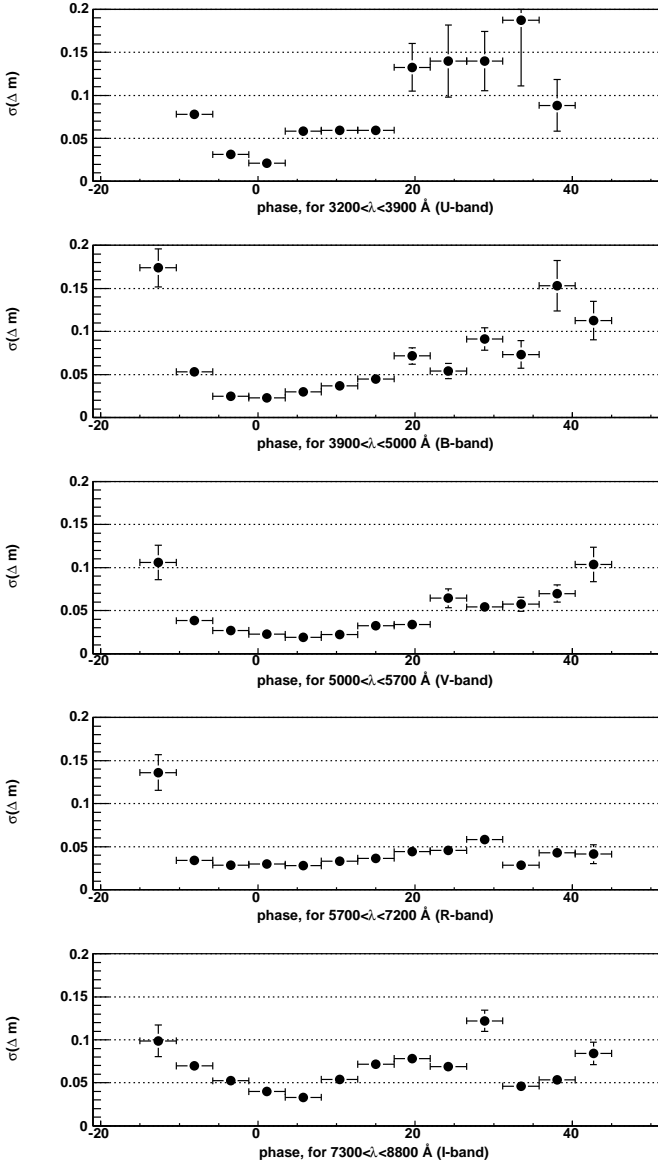 0.2
0.15
0.1
0.05
0
σ(Δ m)
-20 0 20 40
phase, for 3200<λ<3900 Å (U-band)
0.2
0.15
0.1
0.05
0
σ(Δ m)
-20 0 20 40
phase, for 3900<λ<5000 Å (B-band)
0.2
0.15
0.1
0.05
0
σ(Δ m)
-20 0 20 40
phase, for 5000<λ<5700 Å (V-band)
0.2
0.15
0.1
0.05
0
σ(Δ m)
-20 0 20 40
phase, for 5700<λ<7200 Å (R-band)
0.2
0.15
0.1
0.05
0
σ(Δ m)
-20 0 20 40
phase, for 7300<λ<8800 Å (I-band)